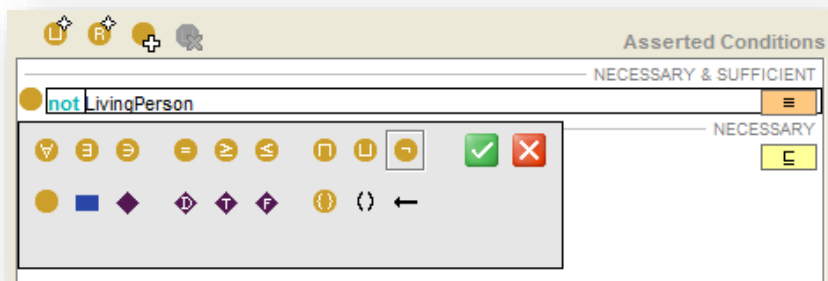 U R
Asserted Conditions
NECESSARY & SUFFICIENT
not LivingPerson ≡
NECESSARY
⊑
∀ ∃ ∋ = ≥ ≤ ⊓ ⊔ ¬
D T F {} ()